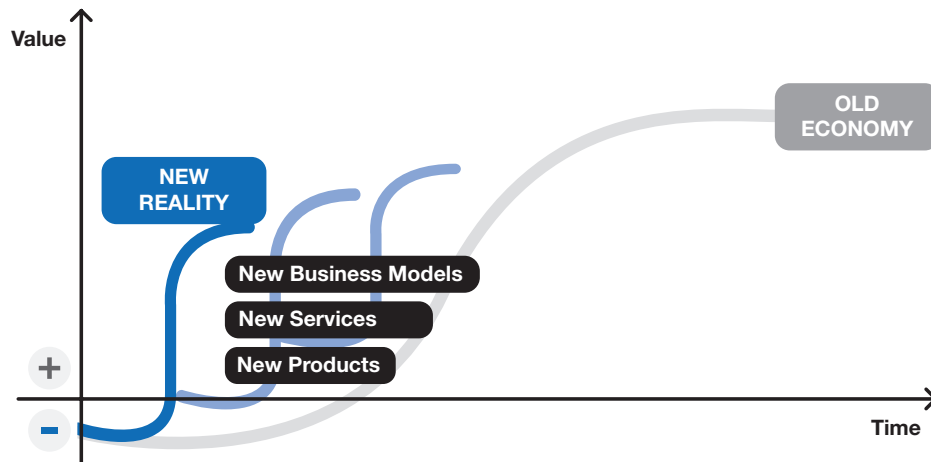 Value
OLD
ECONOMY
NEW
REALITY
New Business Models
New Services
New Products
+
-
Time